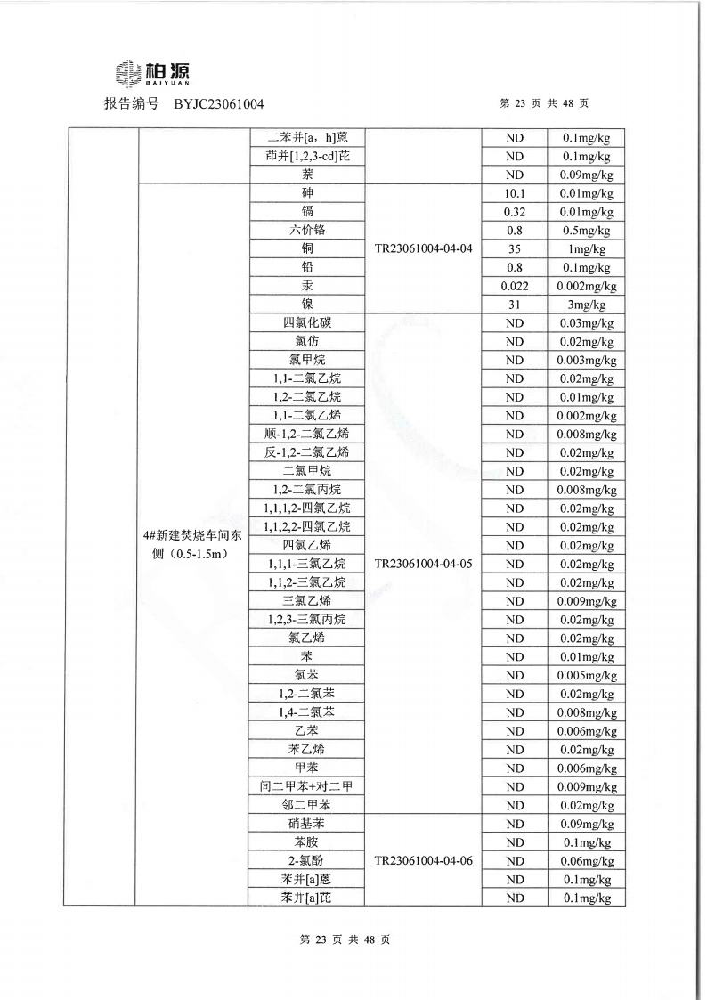 柏源
BAIYUAN
报告编号 BYJC23061004 第 23 页 共 48 页
二苯并[a，h]蒽 ND 0.1mg/kg
茚并[1,2,3-cd]芘 ND 0.1mg/kg
萘 ND 0.09mg/kg
砷 10.1 0.01mg/kg
镉 0.32 0.01mg/kg
六价铬 0.8 0.5mg/kg
铜 TR23061004-04-04 35 1mg/kg
铅 0.8 0.1mg/kg
汞 0.022 0.002mg/kg
镍 31 3mg/kg
四氯化碳 ND 0.03mg/kg
氯仿 ND 0.02mg/kg
氯甲烷 ND 0.003mg/kg
1,1-二氯乙烷 ND 0.02mg/kg
1,2-二氯乙烷 ND 0.01mg/kg
1,1-二氯乙烯 ND 0.002mg/kg
顺-1,2-二氯乙烯 ND 0.008mg/kg
反-1,2-二氯乙烯 ND 0.02mg/kg
二氯甲烷 ND 0.02mg/kg
1,2-二氯丙烷 ND 0.008mg/kg
1,1,1,2-四氯乙烷 ND 0.02mg/kg
1,1,2,2-四氯乙烷 ND 0.02mg/kg
4#新建焚烧车间东
侧（0.5-1.5m）
四氯乙烯 ND 0.02mg/kg
1,1,1-三氯乙烷 TR23061004-04-05 ND 0.02mg/kg
1,1,2-三氯乙烷 ND 0.02mg/kg
三氯乙烯 ND 0.009mg/kg
1,2,3-三氯丙烷 ND 0.02mg/kg
氯乙烯 ND 0.02mg/kg
苯 ND 0.01mg/kg
氯苯 ND 0.005mg/kg
1,2-二氯苯 ND 0.02mg/kg
1,4-二氯苯 ND 0.008mg/kg
乙苯 ND 0.006mg/kg
苯乙烯 ND 0.02mg/kg
甲苯 ND 0.006mg/kg
间二甲苯+对二甲 ND 0.009mg/kg
邻二甲苯 ND 0.02mg/kg
硝基苯 ND 0.09mg/kg
苯胺 ND 0.1mg/kg
2-氯酚 TR23061004-04-06 ND 0.06mg/kg
苯并[a]蒽 ND 0.1mg/kg
苯并[a]芘 ND 0.1mg/kg
第 23 页 共 48 页